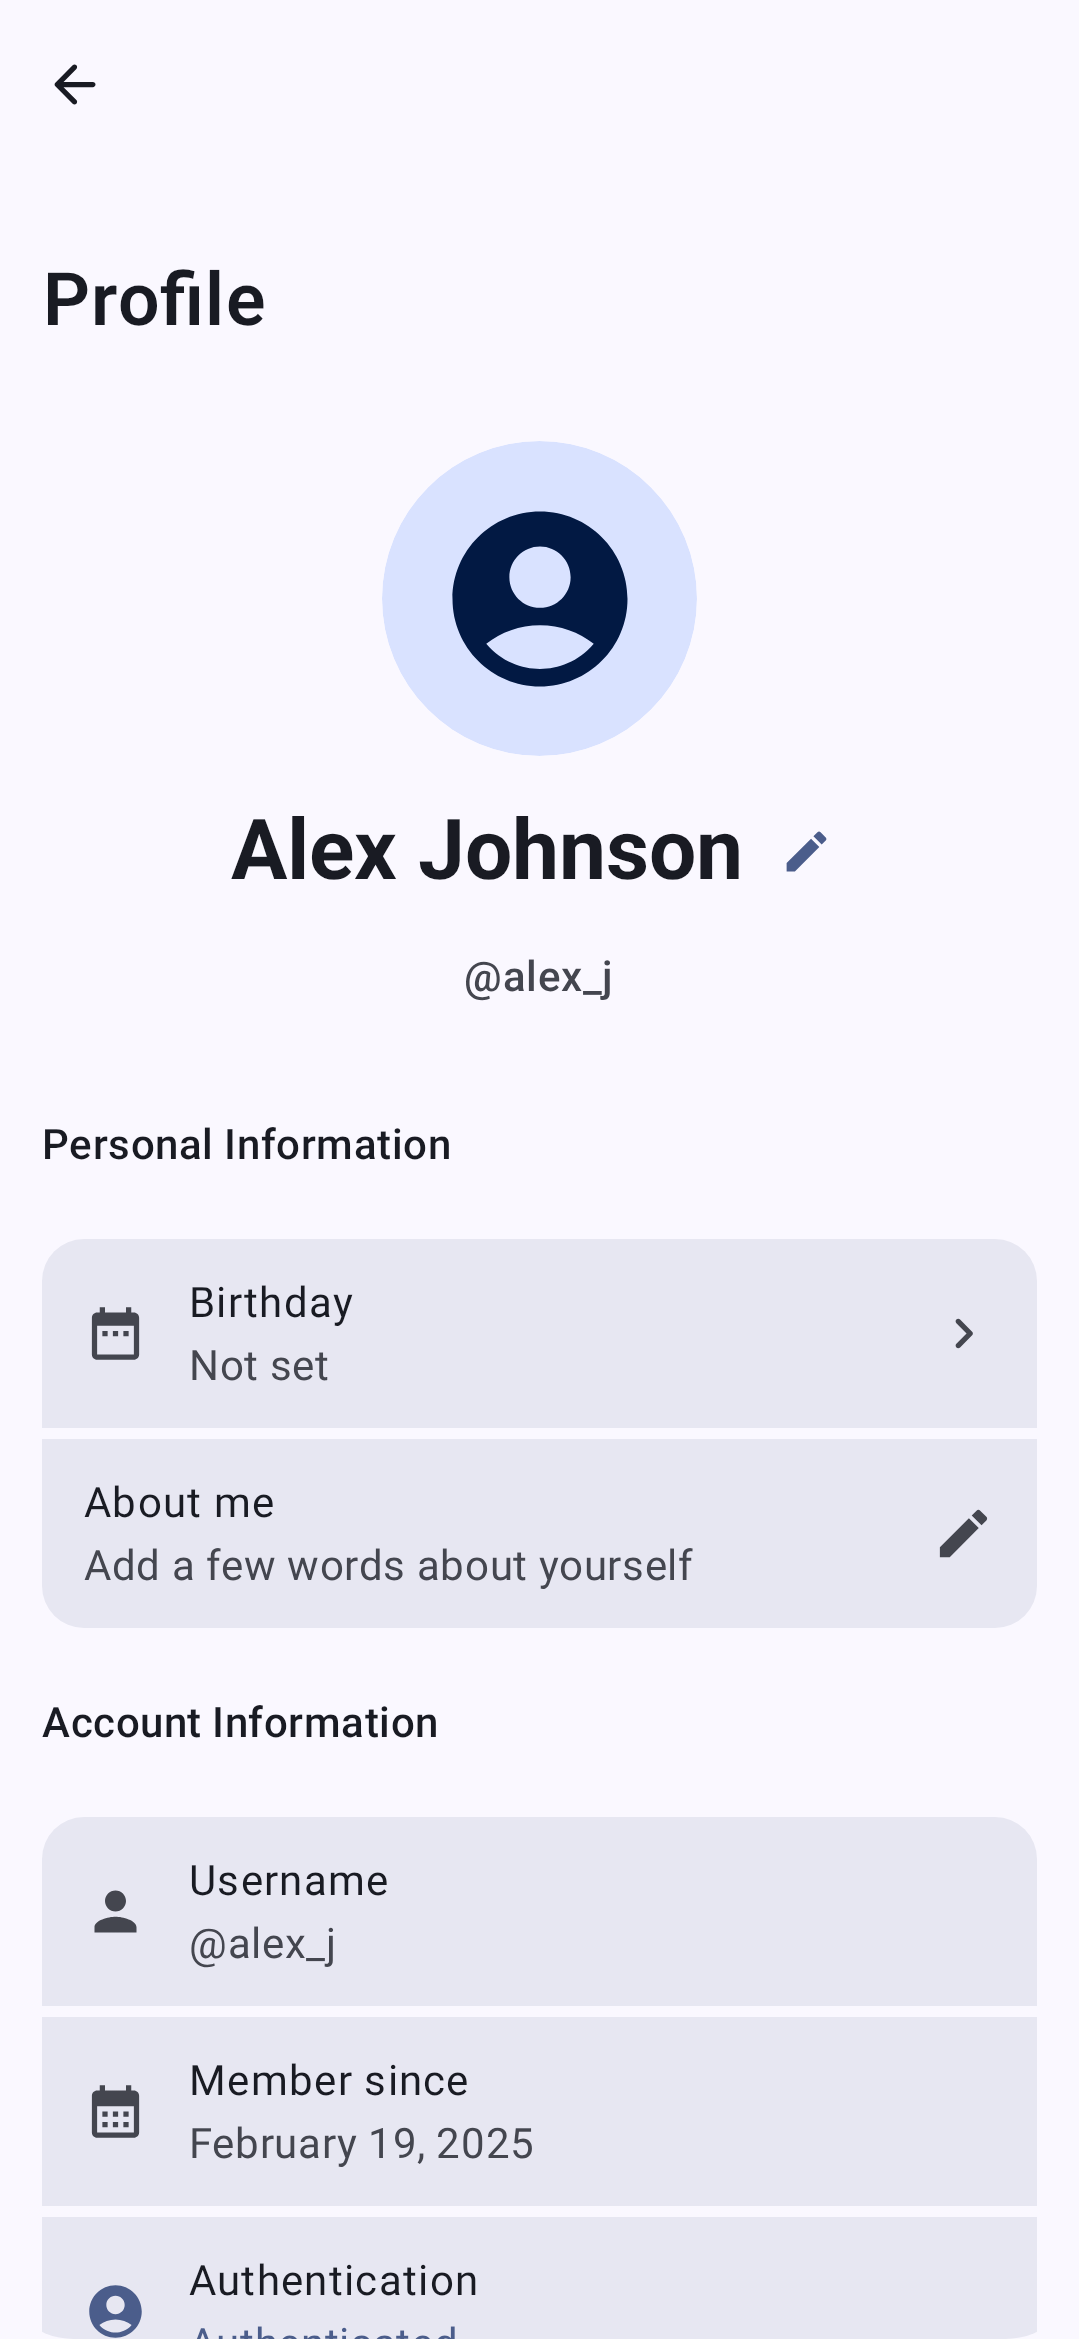 Profile
Alex Johnson
@alex_j
Personal Information
Birthday
Not set
About me
Add a few words about yourself
Account Information
Username
@alex_j
Member since
February 19, 2025
Authentication
Authenticated